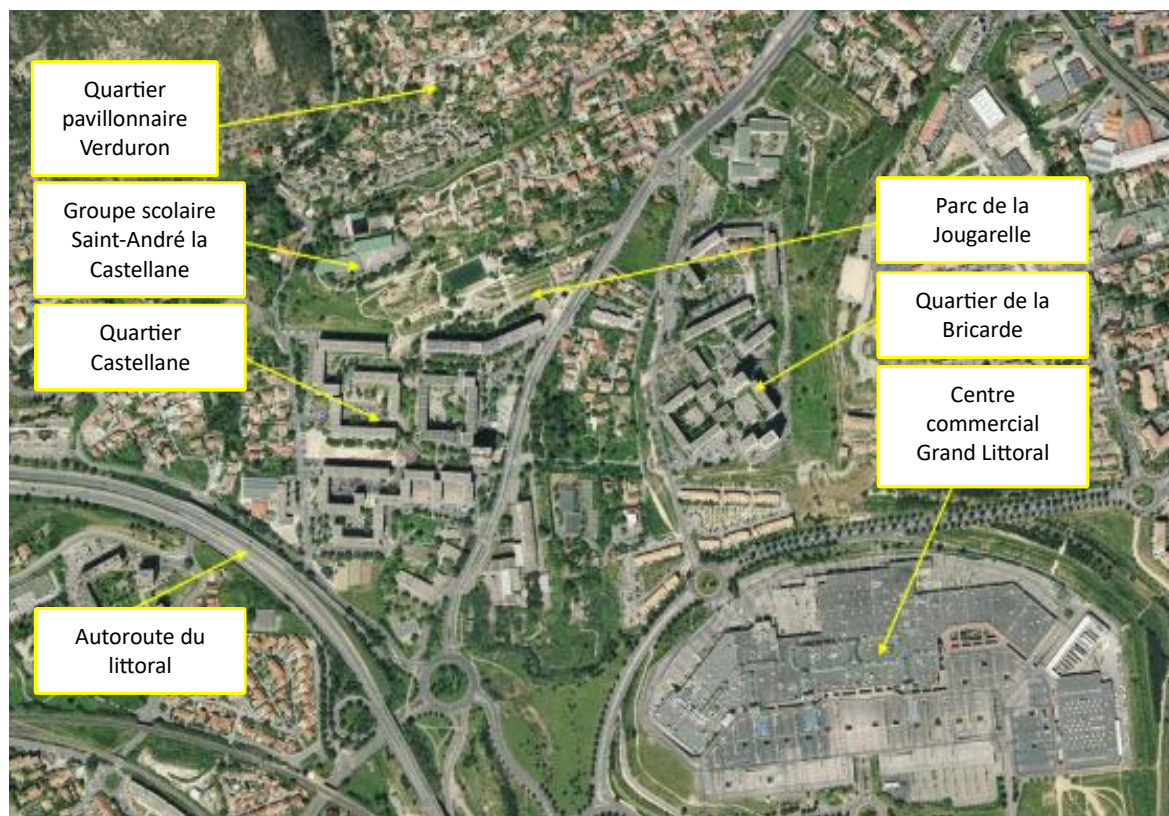 Quartier
pavillonnaire
Verduron
Groupe scolaire
Saint-André la
Castellane
Quartier
Castellane
Autoroute du
littoral
Parc de la
Jougarelle
Quartier de la
Bricarde
Centre
commercial
Grand Littoral